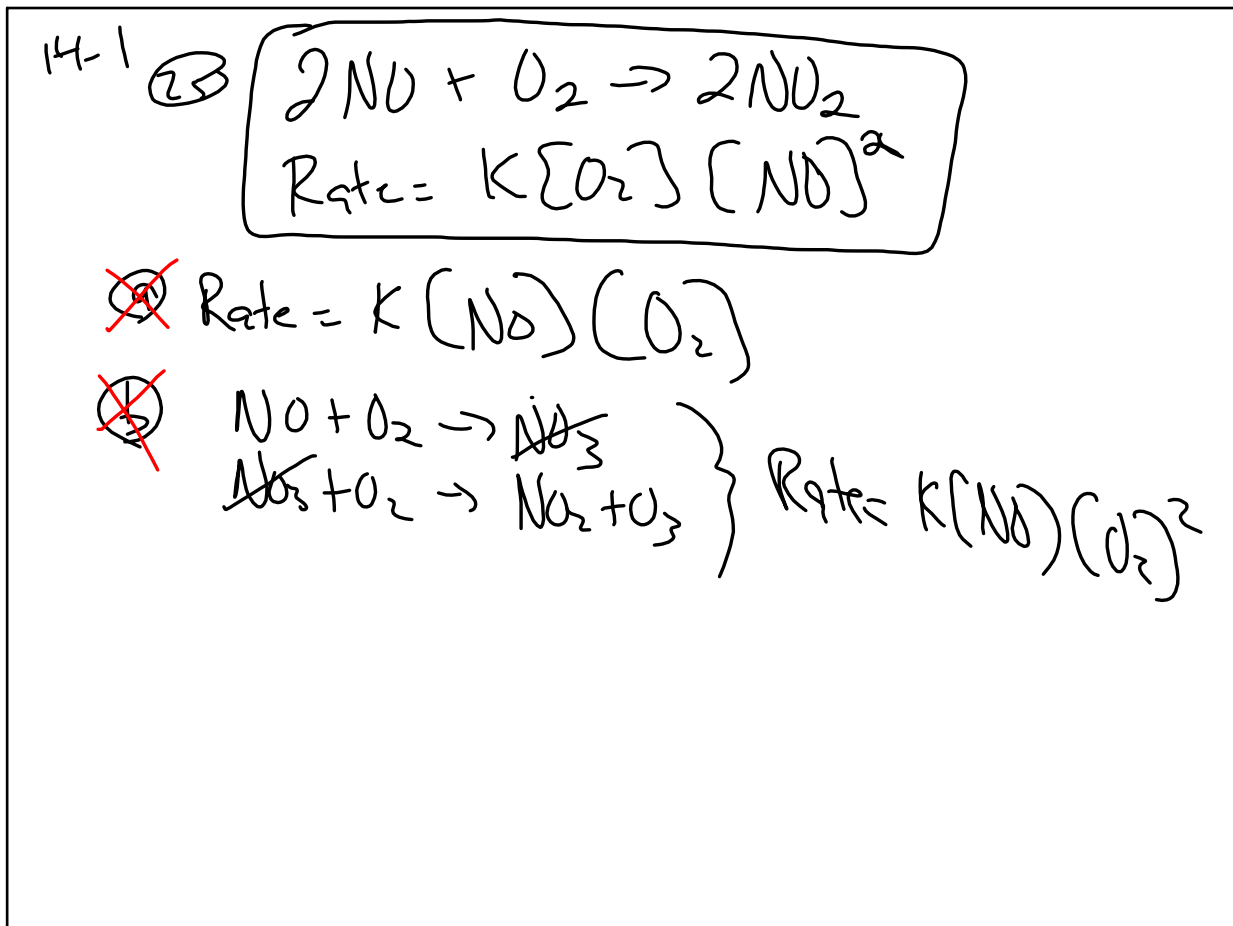 14-1 25 2NO + O₂ → 2NO₂
Rate = K[O₂] [NO]²
a Rate = K (NO) (O₂)
b NO + O₂ → NO₃
NO₃ + O₂ → NO₂ + O₃ } Rate = K(NO) (O₂)²